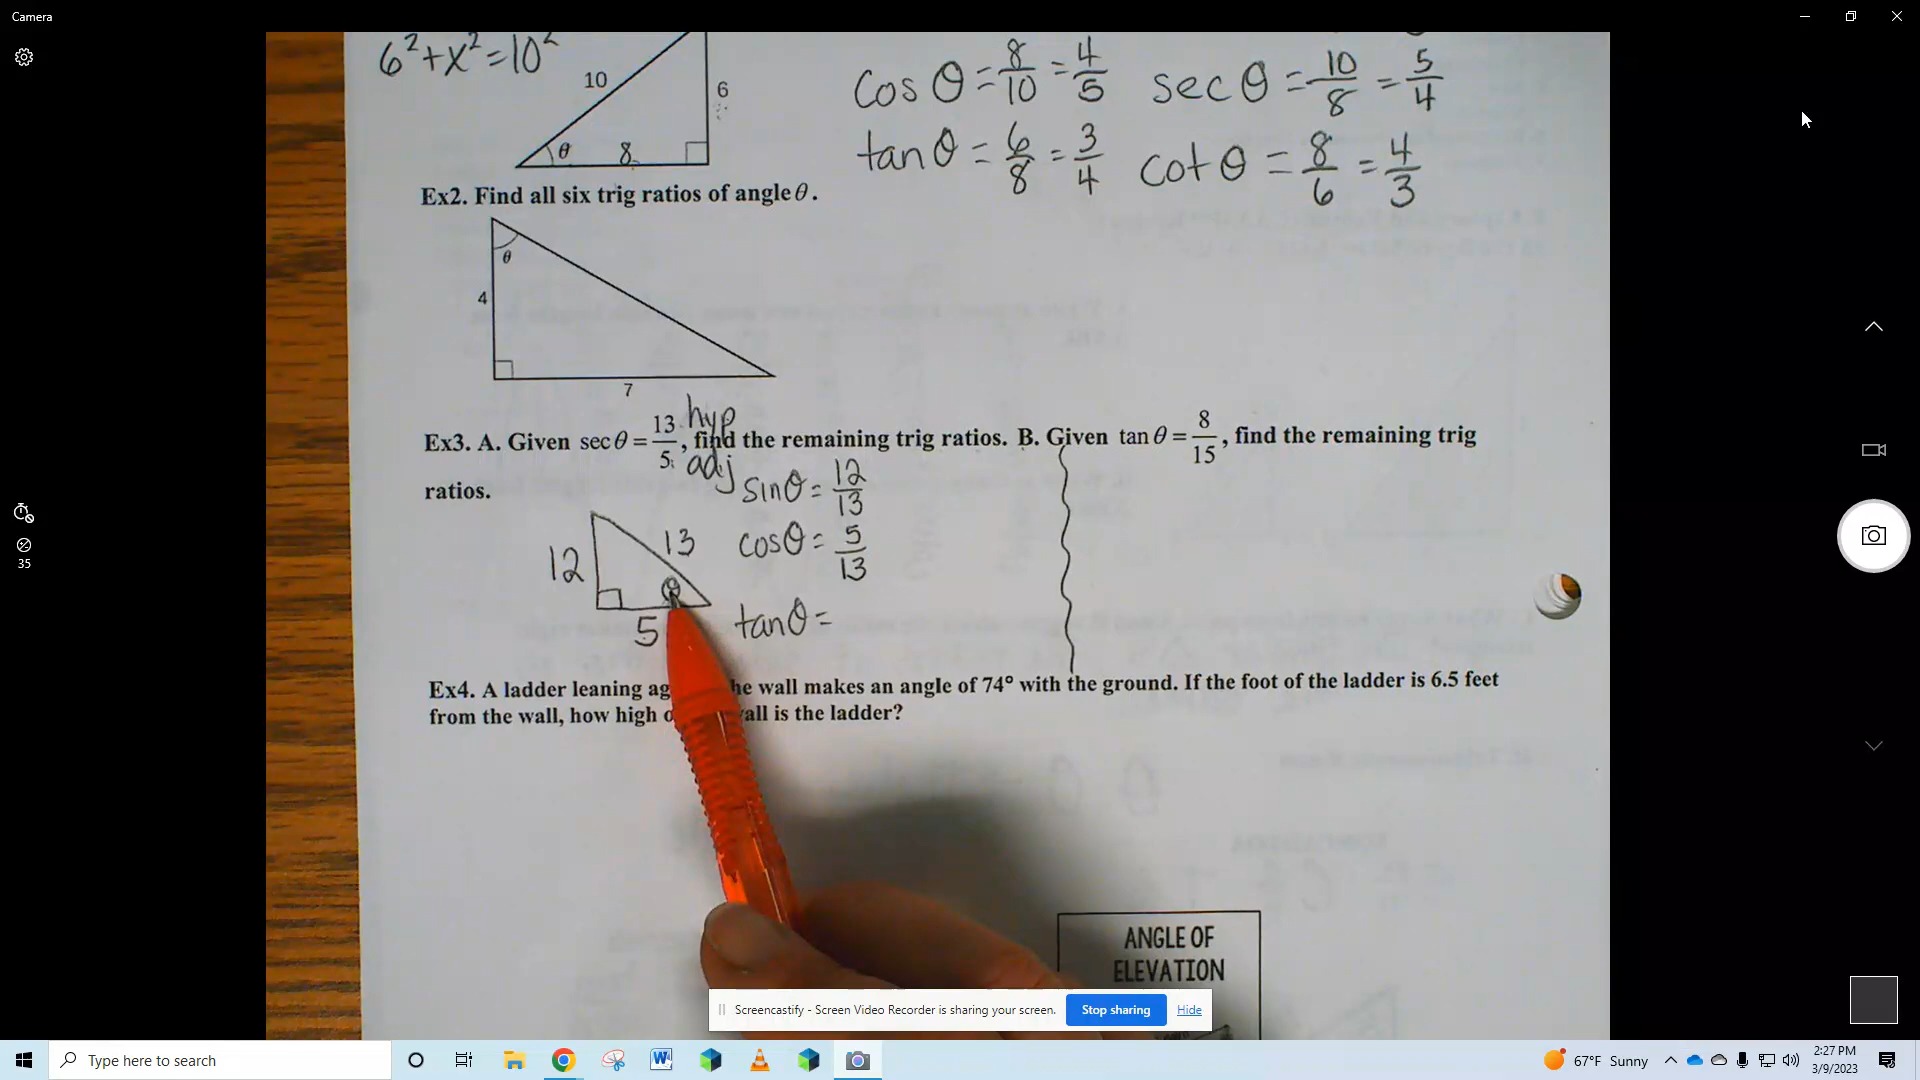 Camera
6² + x² = 10²
10
6
θ
8
cos θ = 8/10 = 4/5
sec θ = 10/8 = 5/4
tan θ = 6/8 = 3/4
cot θ = 8/6 = 4/3
Ex2. Find all six trig ratios of angle θ.
θ
4
7
hyp
adj
Ex3. A. Given sec θ = 13/5, find the remaining trig ratios. B. Given tan θ = 8/15, find the remaining trig
ratios.
sin θ = 12/13
12
13
cos θ = 5/13
θ
5
tan θ =
Ex4. A ladder leaning ag he wall makes an angle of 74° with the ground. If the foot of the ladder is 6.5 feet
from the wall, how high o all is the ladder?
ANGLE OF
ELEVATION
35
Screencastify - Screen Video Recorder is sharing your screen.
Stop sharing
Hide
Type here to search
67°F Sunny
2:27 PM
3/9/2023